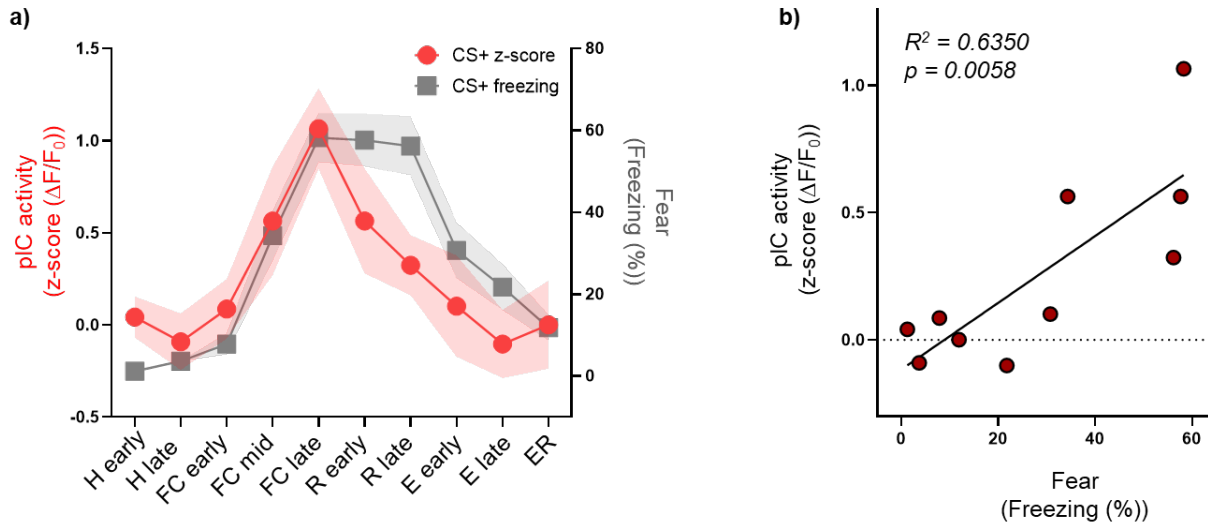 a)
CS+ z-score
CS+ freezing
pIC activity
(z-score (ΔF/F0))
1.5
1.0
0.5
0.0
-0.5
80
60
40
20
0
Fear
(Freezing (%))
H early
H late
FC early
FC mid
FC late
R early
R late
E early
E late
ER
b)
R² = 0.6350
p = 0.0058
pIC activity
(z-score (ΔF/F₀))
1.0
0.5
0.0
0
20
40
60
Fear
(Freezing (%))